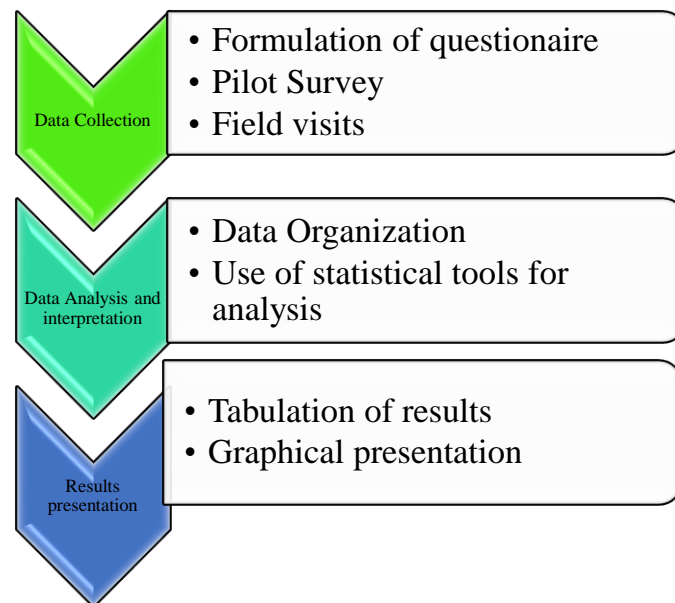 Data Collection
• Formulation of questionaire
• Pilot Survey
• Field visits
Data Analysis and
interpretation
• Data Organization
• Use of statistical tools for
analysis
Results
presentation
• Tabulation of results
• Graphical presentation